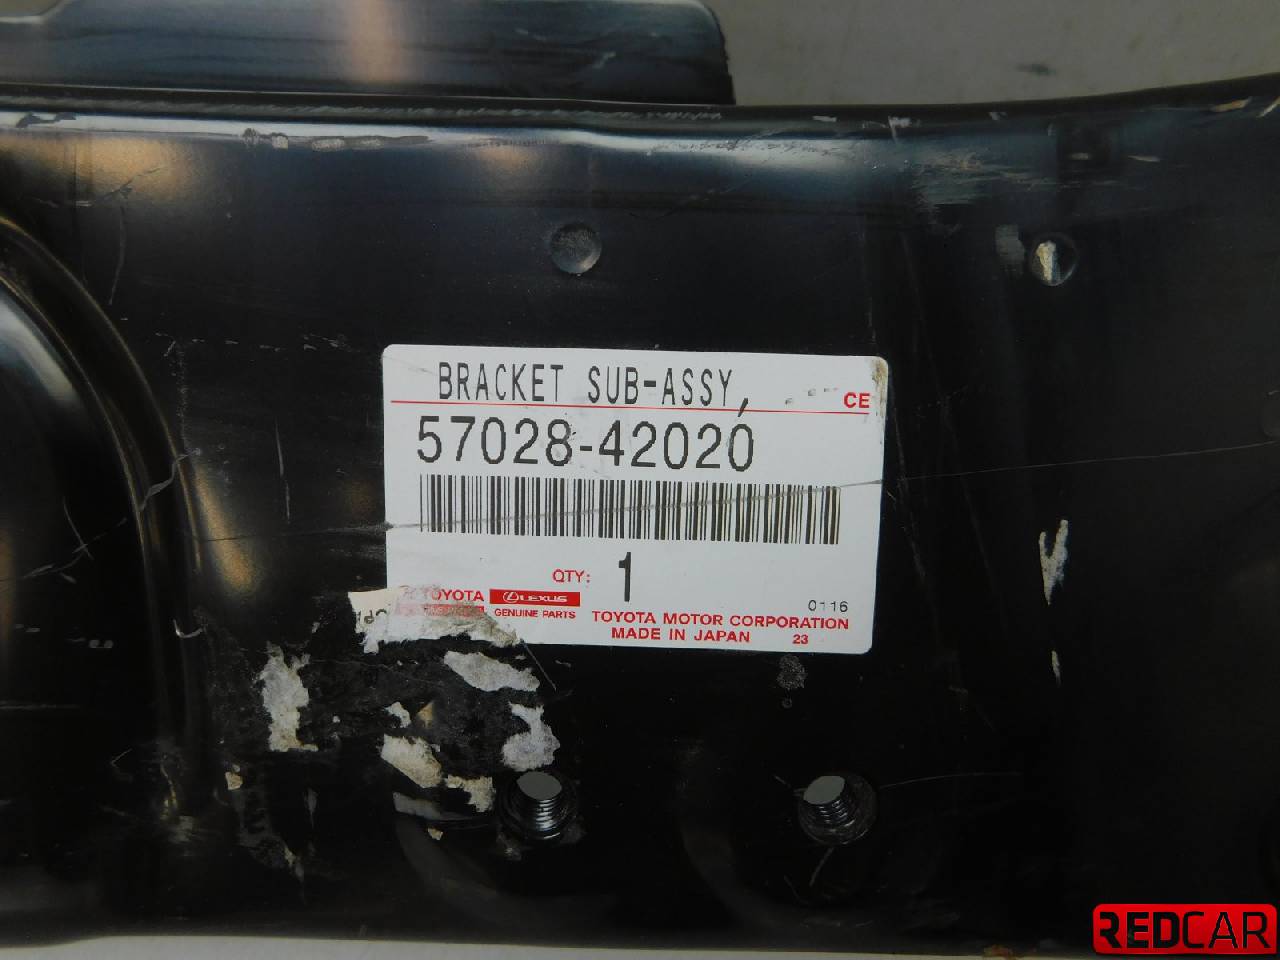 BRACKET SUB-ASSY,
CE
57028-42020
QTY: 1
TOYOTA LEXUS
GENUINE PARTS
0116
TOYOTA MOTOR CORPORATION
MADE IN JAPAN 23
REDCAR